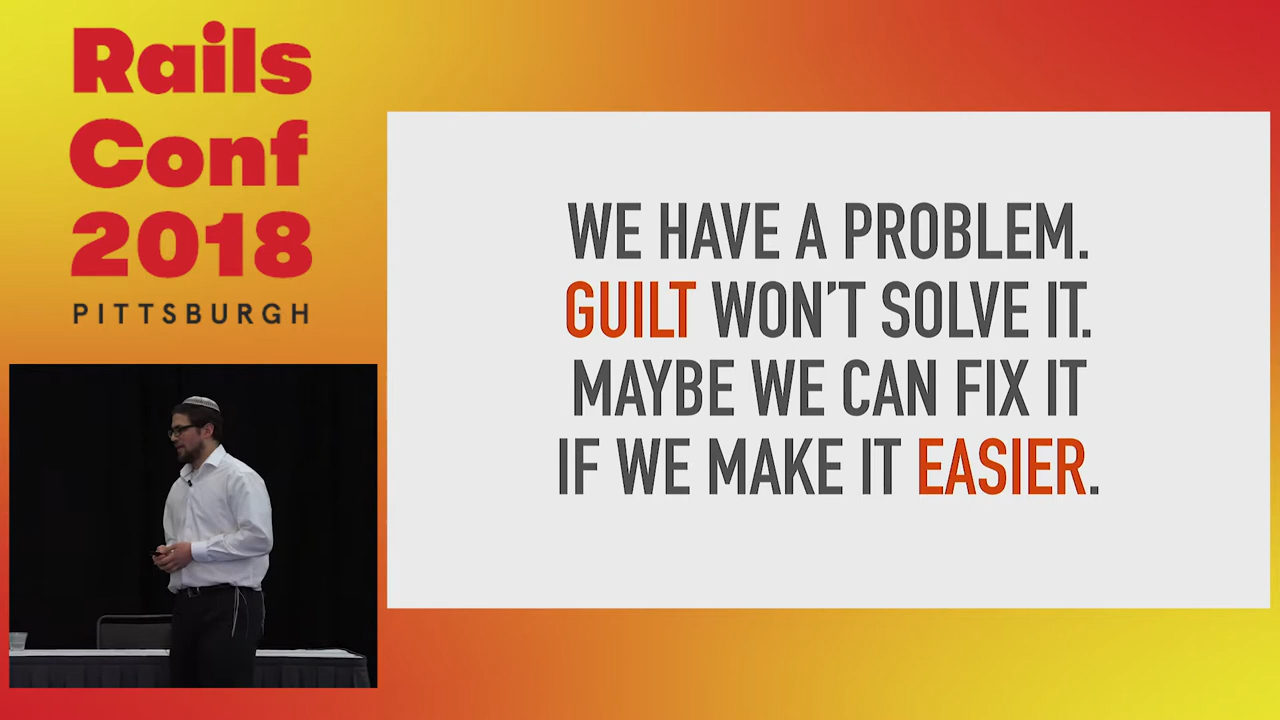 Rails
Conf
2018
PITTSBURGH
WE HAVE A PROBLEM.
GUILT WON'T SOLVE IT.
MAYBE WE CAN FIX IT
IF WE MAKE IT EASIER.